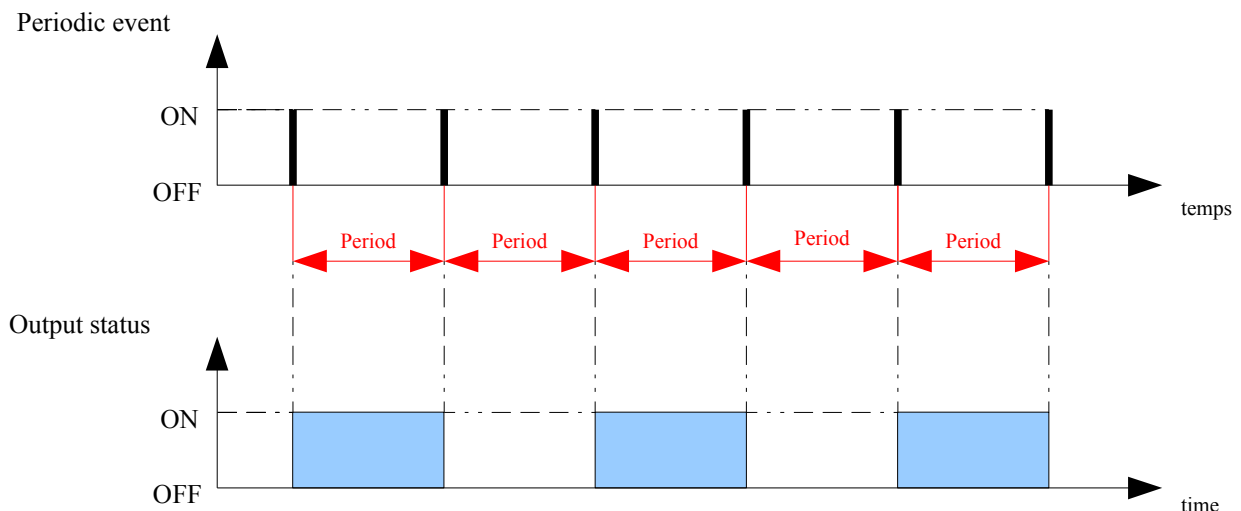 Periodic event
ON
OFF
temps
Period
Period
Period
Period
Period
Output status
ON
OFF
time